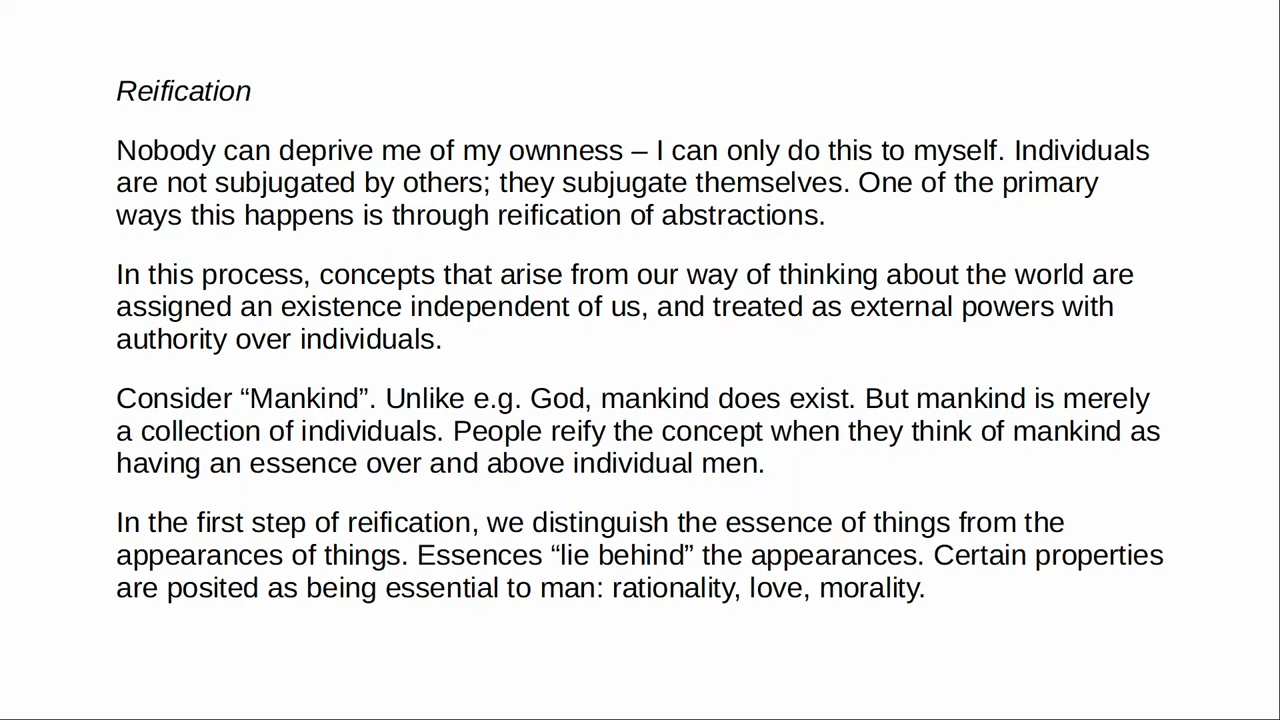 Reification
Nobody can deprive me of my ownness – I can only do this to myself. Individuals
are not subjugated by others; they subjugate themselves. One of the primary
ways this happens is through reification of abstractions.
In this process, concepts that arise from our way of thinking about the world are
assigned an existence independent of us, and treated as external powers with
authority over individuals.
Consider “Mankind”. Unlike e.g. God, mankind does exist. But mankind is merely
a collection of individuals. People reify the concept when they think of mankind as
having an essence over and above individual men.
In the first step of reification, we distinguish the essence of things from the
appearances of things. Essences “lie behind” the appearances. Certain properties
are posited as being essential to man: rationality, love, morality.